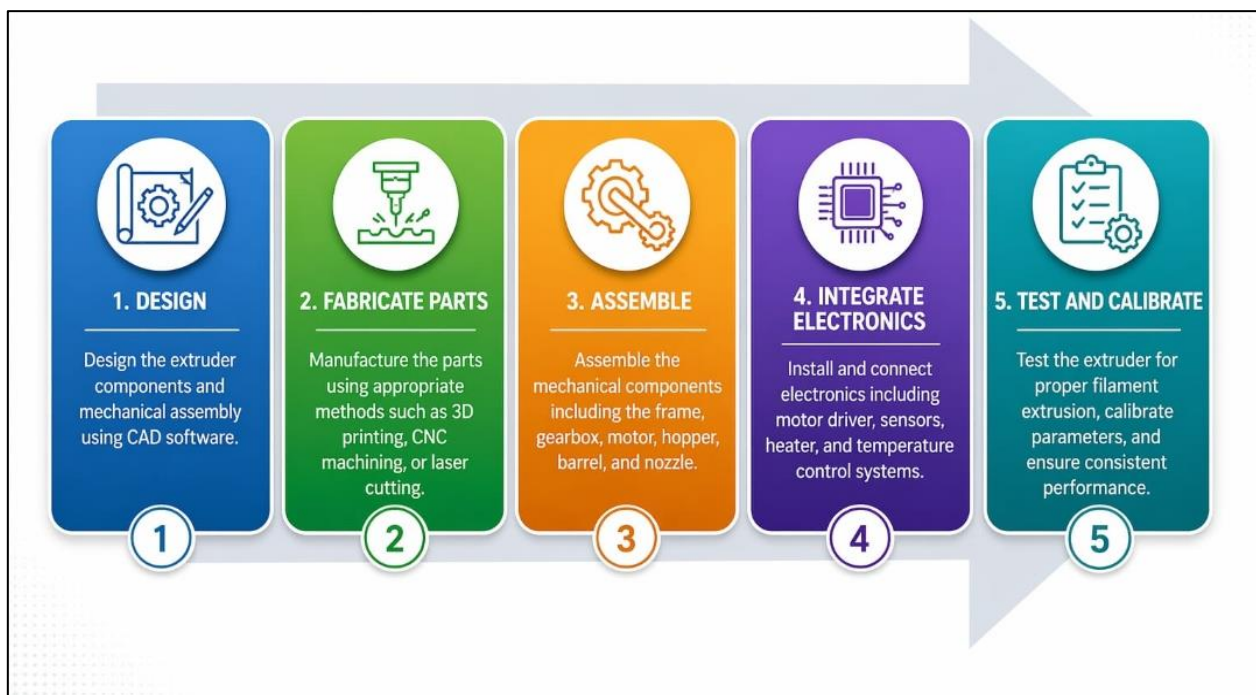 1. DESIGN
Design the extruder
components and
mechanical assembly
using CAD software.
1
2. FABRICATE PARTS
Manufacture the parts
using appropriate
methods such as 3D
printing, CNC
machining, or laser
cutting.
2
3. ASSEMBLE
Assemble the
mechanical components
including the frame,
gearbox, motor, hopper,
barrel, and nozzle.
3
4. INTEGRATE
ELECTRONICS
Install and connect
electronics including
motor driver, sensors,
heater, and temperature
control systems.
4
5. TEST AND CALIBRATE
Test the extruder for
proper filament
extrusion, calibrate
parameters, and
ensure consistent
performance.
5